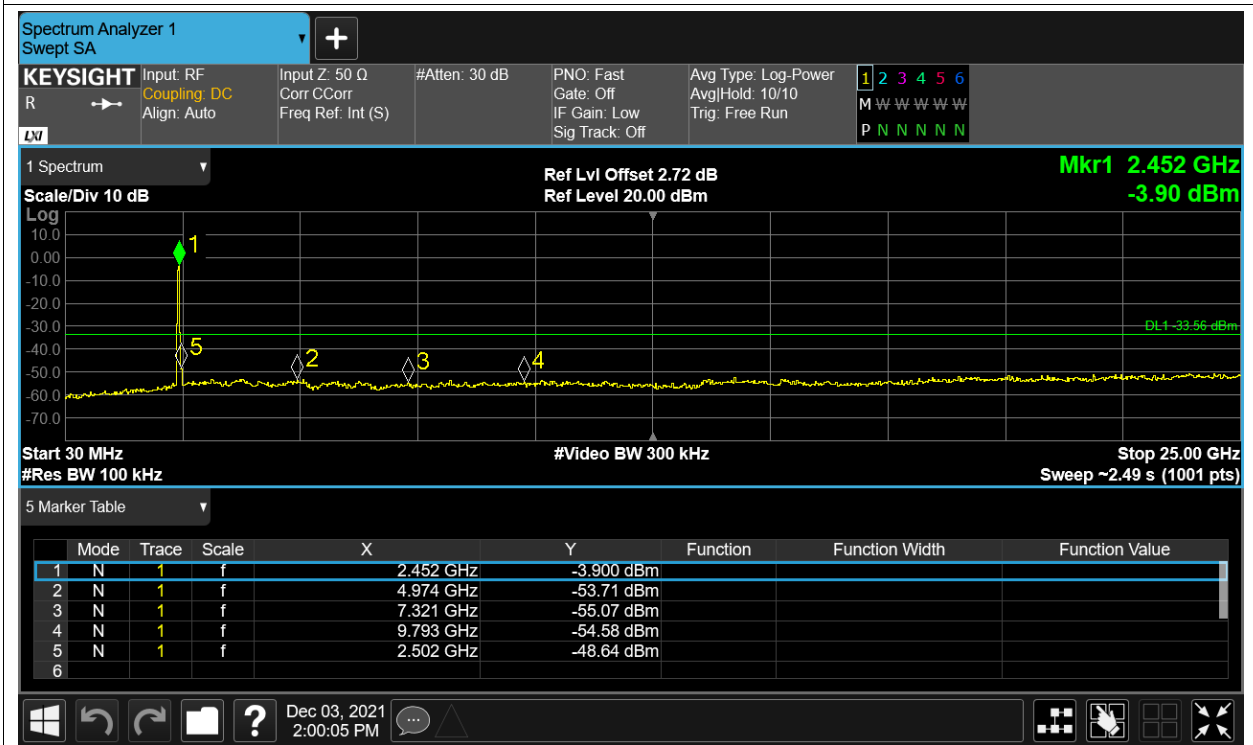 Spectrum Analyzer 1
Swept SA
+
KEYSIGHT Input: RF Input Z: 50 Ω #Atten: 30 dB PNO: Fast Avg Type: Log-Power 1 2 3 4 5 6
R Coupling: DC Corr CCorr Gate: Off Avg|Hold: 10/10 M W W W W W
Align: Auto Freq Ref: Int (S) IF Gain: Low Trig: Free Run
LXI Sig Track: Off P N N N N N
1 Spectrum Ref Lvl Offset 2.72 dB Mkr1 2.452 GHz
Scale/Div 10 dB Ref Level 20.00 dBm -3.90 dBm
Log
10.0
1
0.00
-10.0
-20.0
-30.0 DL1 -33.56 dBm
-40.0 5
2 3 4
-50.0
-60.0
-70.0
Start 30 MHz #Video BW 300 kHz Stop 25.00 GHz
#Res BW 100 kHz Sweep ~2.49 s (1001 pts)
5 Marker Table
Mode Trace Scale X Y Function Function Width Function Value
1 N 1 f 2.452 GHz -3.900 dBm
2 N 1 f 4.974 GHz -53.71 dBm
3 N 1 f 7.321 GHz -55.07 dBm
4 N 1 f 9.793 GHz -54.58 dBm
5 N 1 f 2.502 GHz -48.64 dBm
6
? Dec 03, 2021
2:00:05 PM